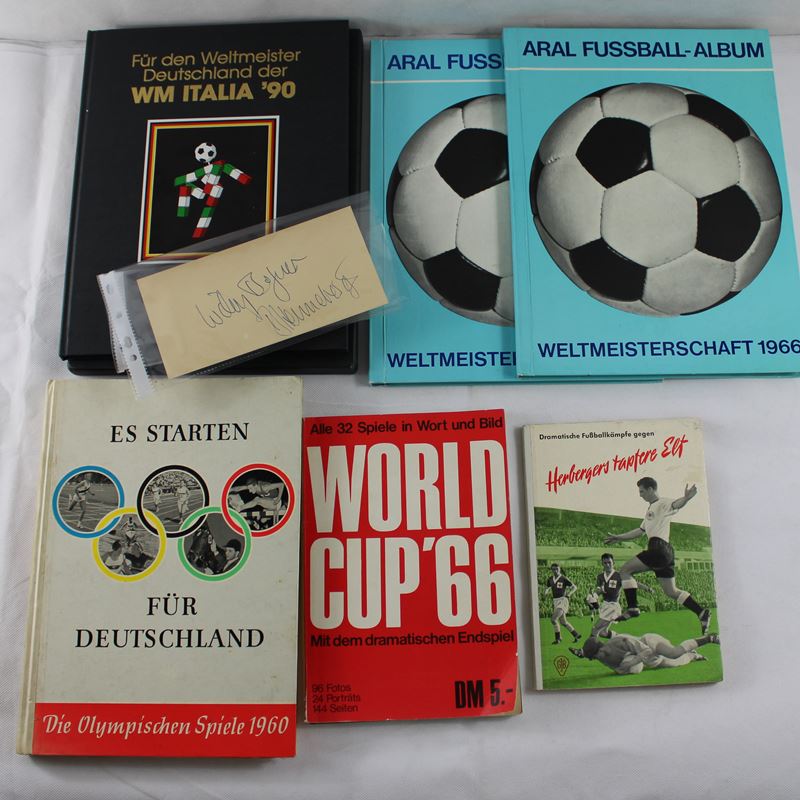 Für den Weltmeister
Deutschland der
WM ITALIA '90
ARAL FUSSB
WELTMEISTER
ARAL FUSSBALL-ALBUM
WELTMEISTERSCHAFT 1966
Willy
ES STARTEN
FÜR
DEUTSCHLAND
Die Olympischen Spiele 1960
Alle 32 Spiele in Wort und Bild
WORLD
CUP '66
Mit dem dramatischen Endspiel
96 Fotos
24 Porträts
144 Seiten
DM 5.-
Dramatische Fußballkämpfe gegen
Herbergers tapfere Elf